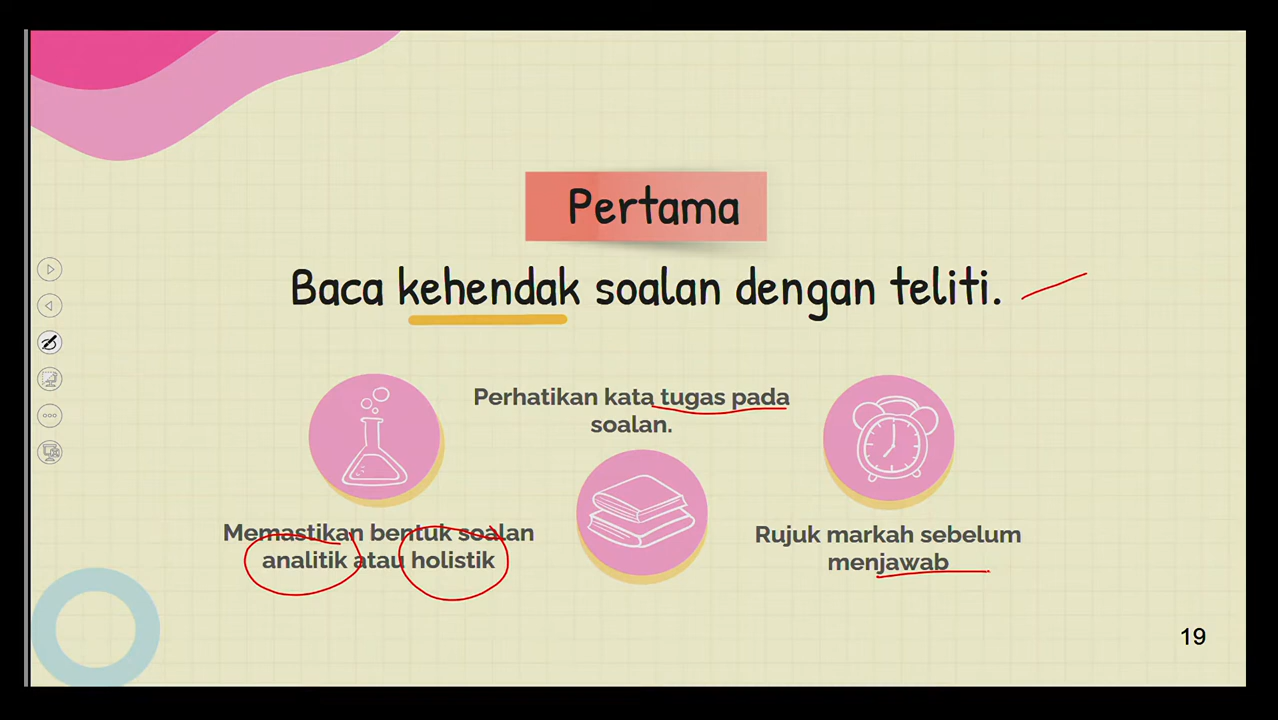 Pertama
Baca kehendak soalan dengan teliti.
Memastikan bentuk soalan
analitik atau holistik
Perhatikan kata tugas pada
soalan.
Rujuk markah sebelum
menjawab
19